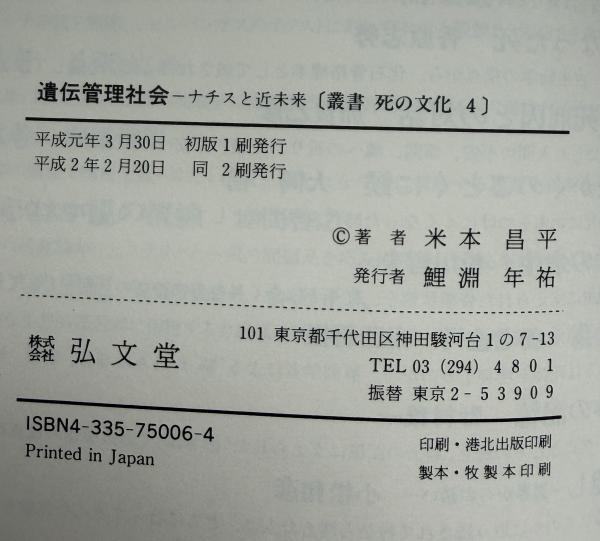 遺伝管理社会－ナチスと近未来〔叢書 死の文化 4〕
平成元年3月30日 初版1刷発行
平成2年2月20日 同 2刷発行
©著 者 米本 昌平
発行者 鯉淵 年祐
株式会社 弘文堂
101 東京都千代田区神田駿河台1の7-13
TEL 03 (294) 4801
振替 東京2-53909
ISBN4-335-75006-4
Printed in Japan
印刷・港北出版印刷
製本・牧製本印刷